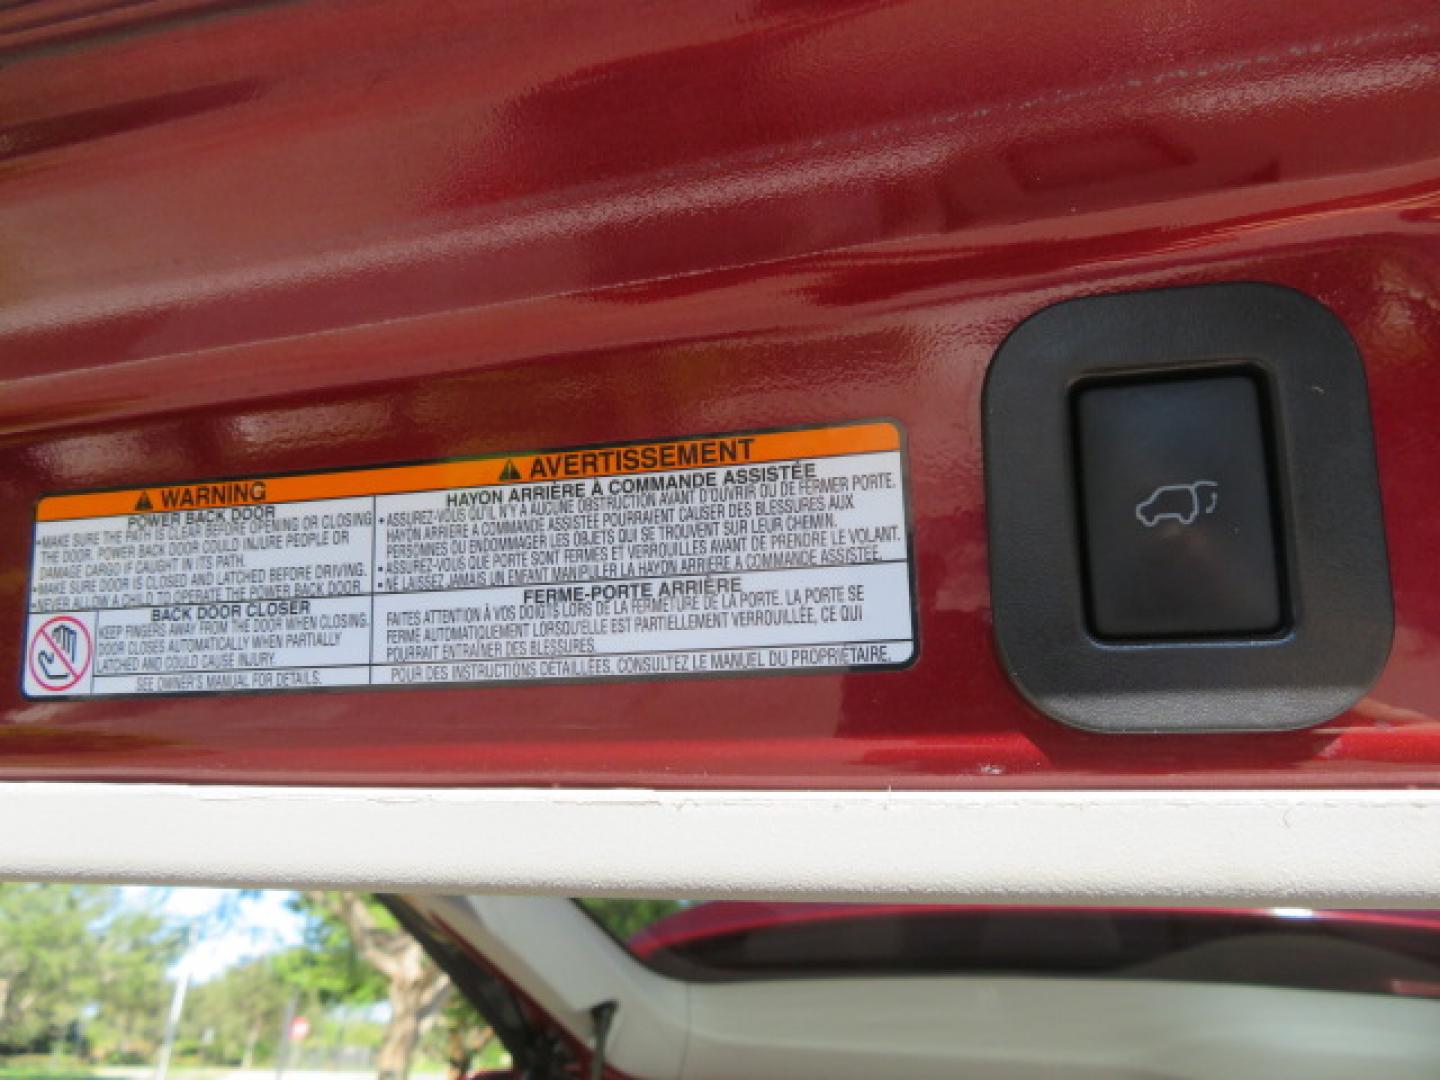 WARNING
POWER BACK DOOR
•MAKE SURE THE PATH IS CLEAR BEFORE OPENING OR CLOSING
THE DOOR. POWER BACK DOOR COULD INJURE PEOPLE OR
DAMAGE CARGO IF CAUGHT IN ITS PATH.
•MAKE SURE DOOR IS CLOSED AND LATCHED BEFORE DRIVING.
•NEVER ALLOW A CHILD TO OPERATE THE POWER BACK DOOR.
BACK DOOR CLOSER
KEEP FINGERS AWAY FROM THE DOOR WHEN CLOSING.
DOOR CLOSES AUTOMATICALLY WHEN PARTIALLY
LATCHED AND COULD CAUSE INJURY.
SEE OWNER'S MANUAL FOR DETAILS.
AVERTISSEMENT
HAYON ARRIÈRE À COMMANDE ASSISTÉE
• ASSUREZ-VOUS QU'IL N'Y A AUCUNE OBSTRUCTION AVANT D'OUVRIR OU DE FERMER PORTE.
HAYON ARRIÈRE À COMMANDE ASSISTÉE POURRAIENT CAUSER DES BLESSURES AUX
PERSONNES OU ENDOMMAGER LES OBJETS QUI SE TROUVENT SUR LEUR CHEMIN.
• ASSUREZ-VOUS QUE PORTE SONT FERMES ET VERROUILLES AVANT DE PRENDRE LE VOLANT.
• NE LAISSEZ JAMAIS UN ENFANT MANIPULER LA HAYON ARRIERE A COMMANDE ASSISTEE.
FERME-PORTE ARRIÈRE
FAITES ATTENTION À VOS DOIGTS LORS DE LA FERMETURE DE LA PORTE. LA PORTE SE
FERME AUTOMATIQUEMENT LORSQU'ELLE EST PARTIELLEMENT VERROUILLÉE, CE QUI
POURRAIT ENTRAÎNER DES BLESSURES.
POUR DES INSTRUCTIONS DÉTAILLÉES, CONSULTEZ LE MANUEL DU PROPRIÉTAIRE.